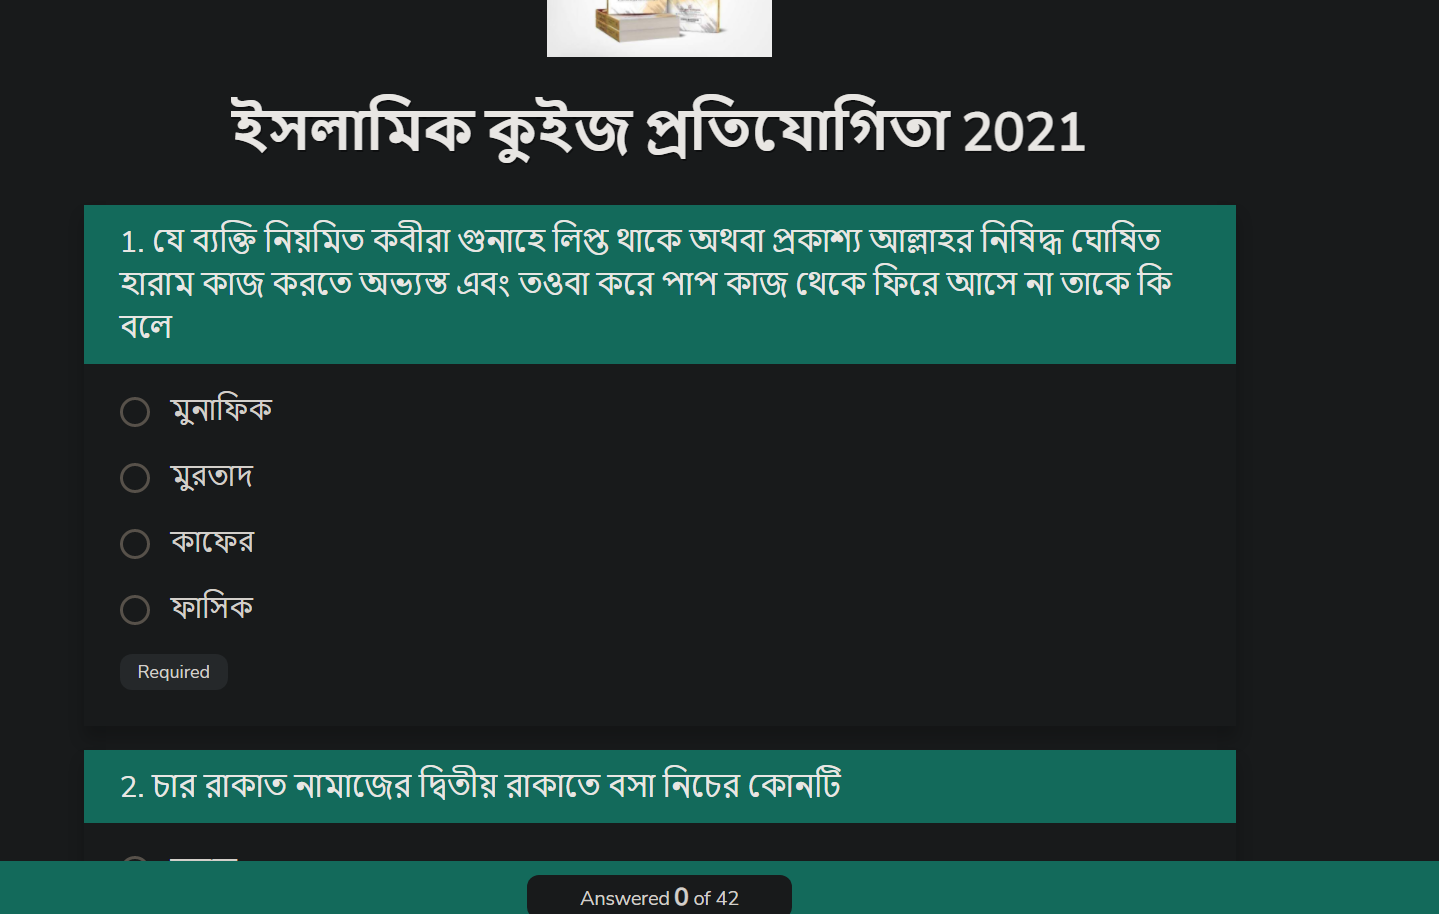 ইসলামিক কুইজ প্রতিযোগিতা 2021
1. যে ব্যক্তি নিয়মিত কবীরা গুনাহে লিপ্ত থাকে অথবা প্রকাশ্য আল্লাহর নিষিদ্ধ ঘোষিত
হারাম কাজ করতে অভ্যস্ত এবং তওবা করে পাপ কাজ থেকে ফিরে আসে না তাকে কি
বলে
মুনাফিক
মুরতাদ
কাফের
ফাসিক
Required
2. চার রাকাত নামাজের দ্বিতীয় রাকাতে বসা নিচের কোনটি
Answered 0 of 42